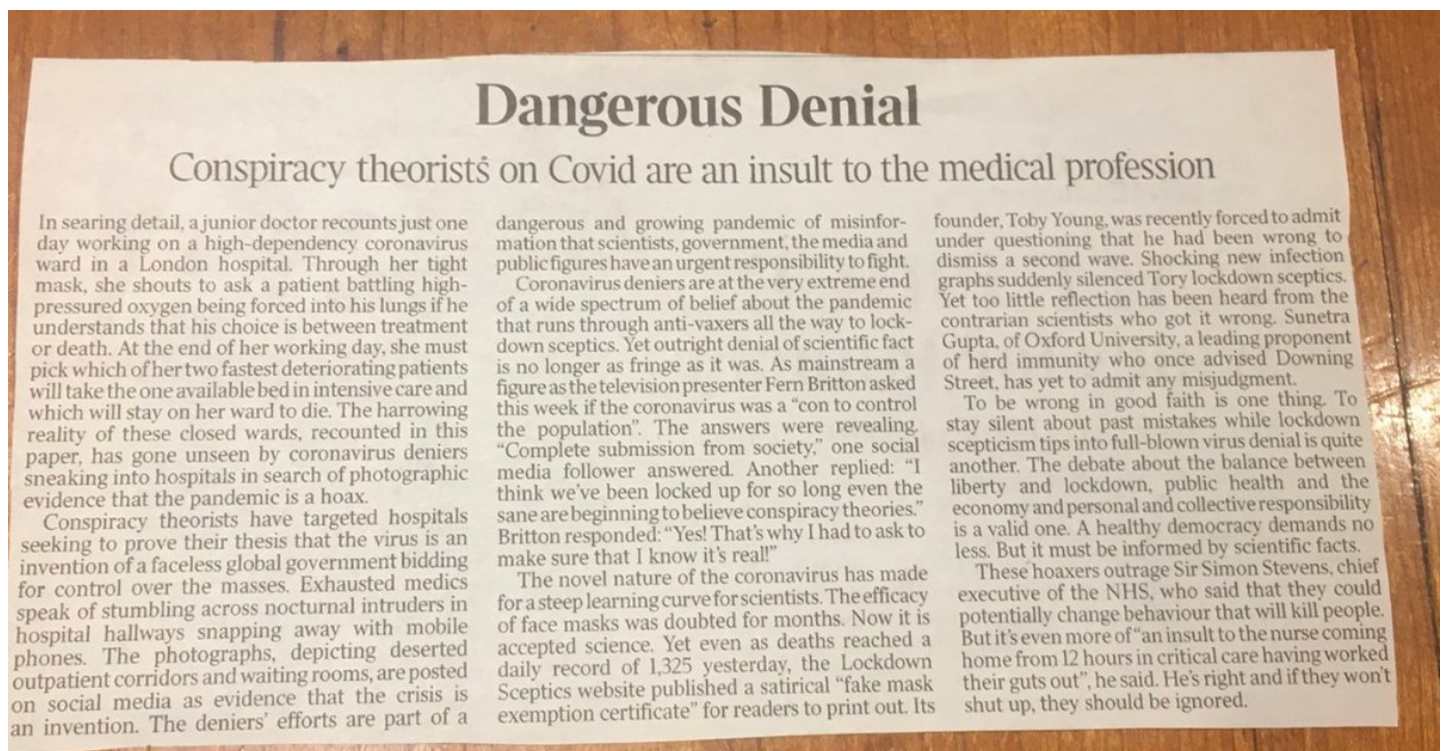 Dangerous Denial
Conspiracy theorists on Covid are an insult to the medical profession
In searing detail, a junior doctor recounts just one
day working on a high-dependency coronavirus
ward in a London hospital. Through her tight
mask, she shouts to ask a patient battling high-
pressured oxygen being forced into his lungs if he
understands that his choice is between treatment
or death. At the end of her working day, she must
pick which of her two fastest deteriorating patients
will take the one available bed in intensive care and
which will stay on her ward to die. The harrowing
reality of these closed wards, recounted in this
paper, has gone unseen by coronavirus deniers
sneaking into hospitals in search of photographic
evidence that the pandemic is a hoax.
Conspiracy theorists have targeted hospitals
seeking to prove their thesis that the virus is an
invention of a faceless global government bidding
for control over the masses. Exhausted medics
speak of stumbling across nocturnal intruders in
hospital hallways snapping away with mobile
phones. The photographs, depicting deserted
outpatient corridors and waiting rooms, are posted
on social media as evidence that the crisis is
an invention. The deniers' efforts are part of a
dangerous and growing pandemic of misinfor-
mation that scientists, government, the media and
public figures have an urgent responsibility to fight.
Coronavirus deniers are at the very extreme end
of a wide spectrum of belief about the pandemic
that runs through anti-vaxers all the way to lock-
down sceptics. Yet outright denial of scientific fact
is no longer as fringe as it was. As mainstream a
figure as the television presenter Fern Britton asked
this week if the coronavirus was a "con to control
the population". The answers were revealing.
"Complete submission from society," one social
media follower answered. Another replied: "I
think we've been locked up for so long even the
sane are beginning to believe conspiracy theories."
Britton responded: "Yes! That's why I had to ask to
make sure that I know it's real!"
The novel nature of the coronavirus has made
for a steep learning curve for scientists. The efficacy
of face masks was doubted for months. Now it is
accepted science. Yet even as deaths reached a
daily record of 1,325 yesterday, the Lockdown
Sceptics website published a satirical "fake mask
exemption certificate" for readers to print out. Its
founder, Toby Young, was recently forced to admit
under questioning that he had been wrong to
dismiss a second wave. Shocking new infection
graphs suddenly silenced Tory lockdown sceptics.
Yet too little reflection has been heard from the
contrarian scientists who got it wrong. Sunetra
Gupta, of Oxford University, a leading proponent
of herd immunity who once advised Downing
Street, has yet to admit any misjudgment.
To be wrong in good faith is one thing. To
stay silent about past mistakes while lockdown
scepticism tips into full-blown virus denial is quite
another. The debate about the balance between
liberty and lockdown, public health and the
economy and personal and collective responsibility
is a valid one. A healthy democracy demands no
less. But it must be informed by scientific facts.
These hoaxers outrage Sir Simon Stevens, chief
executive of the NHS, who said that they could
potentially change behaviour that will kill people.
But it's even more of "an insult to the nurse coming
home from 12 hours in critical care having worked
their guts out", he said. He's right and if they won't
shut up, they should be ignored.